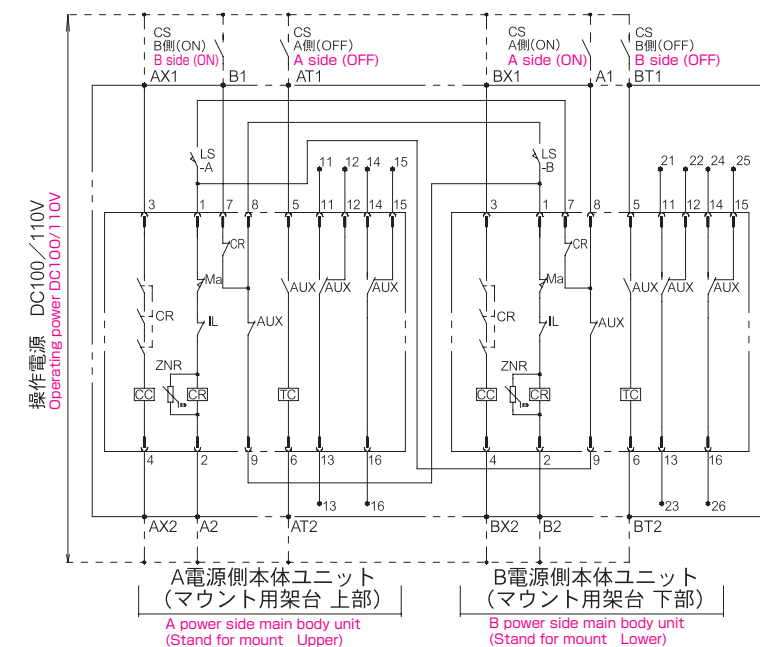 CS
B側(ON)
B side (ON)
CS
A側(OFF)
A side (OFF)
CS
A側(ON)
A side (ON)
CS
B側(OFF)
B side (OFF)
AX1 B1 AT1 BX1 A1 BT1
LS
-A
11 12 14 15
LS
-B
21 22 24 25
3 1 7 8 5 11 12 14 15
3 1 7 8 5 11 12 14 15
CR CR
Ma AUX AUX AUX
Ma AUX AUX AUX
CR IL AUX
CR IL AUX
ZNR ZNR
CC CR TC
CC CR TC
4 2 9 6 13 16
4 2 9 6 13 16
13 16 23 26
AX2 A2 AT2 BX2 B2 BT2
操作電源 DC100／110V
Operating power DC100/110V
A電源側本体ユニット
（マウント用架台 上部）
A power side main body unit
(Stand for mount Upper)
B電源側本体ユニット
（マウント用架台 下部）
B power side main body unit
(Stand for mount Lower)